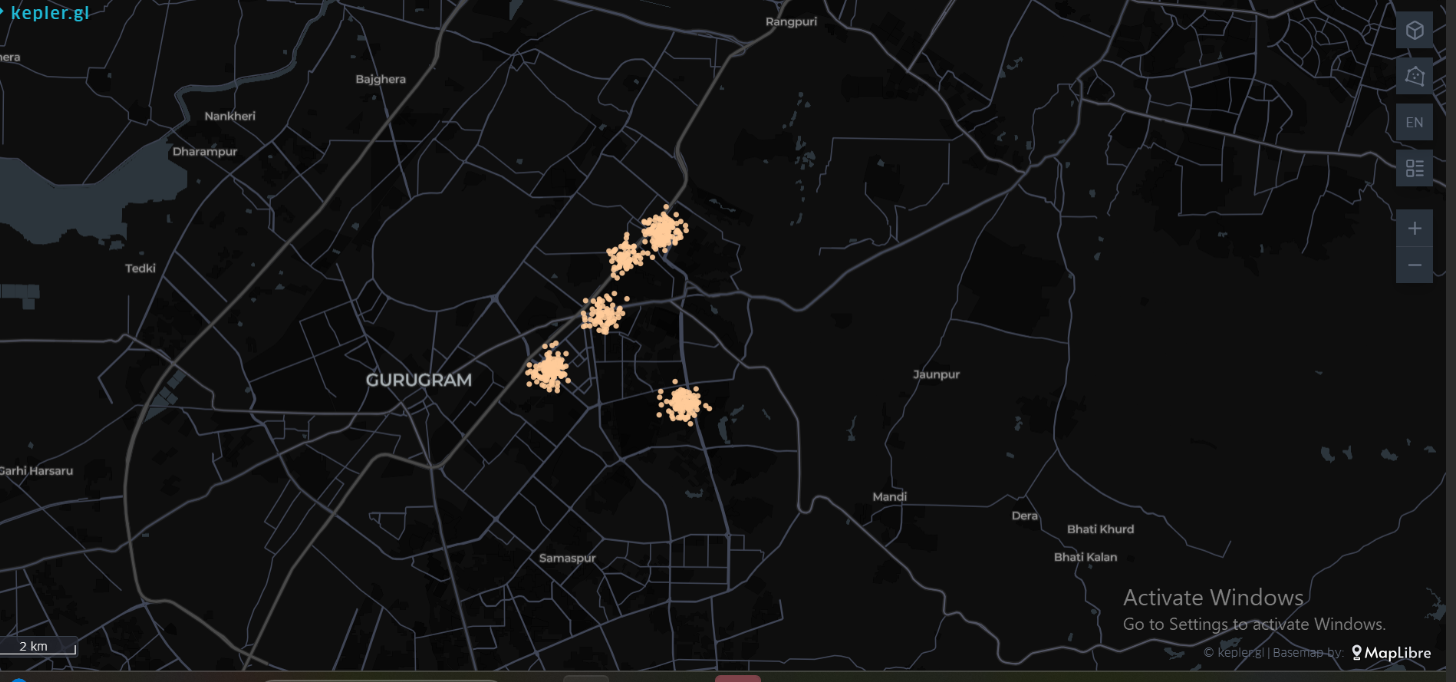 kepler.gl
Rangpuri
EN
Bajghera
Nankheri
Dharampur
Tedki
GURUGRAM
Jaunpur
Garhi Harsaru
Mandi
Dera
Bhati Khurd
Samaspur
Bhati Kalan
Activate Windows
Go to Settings to activate Windows.
2 km
© kepler.gl | Basemap by: MapLibre